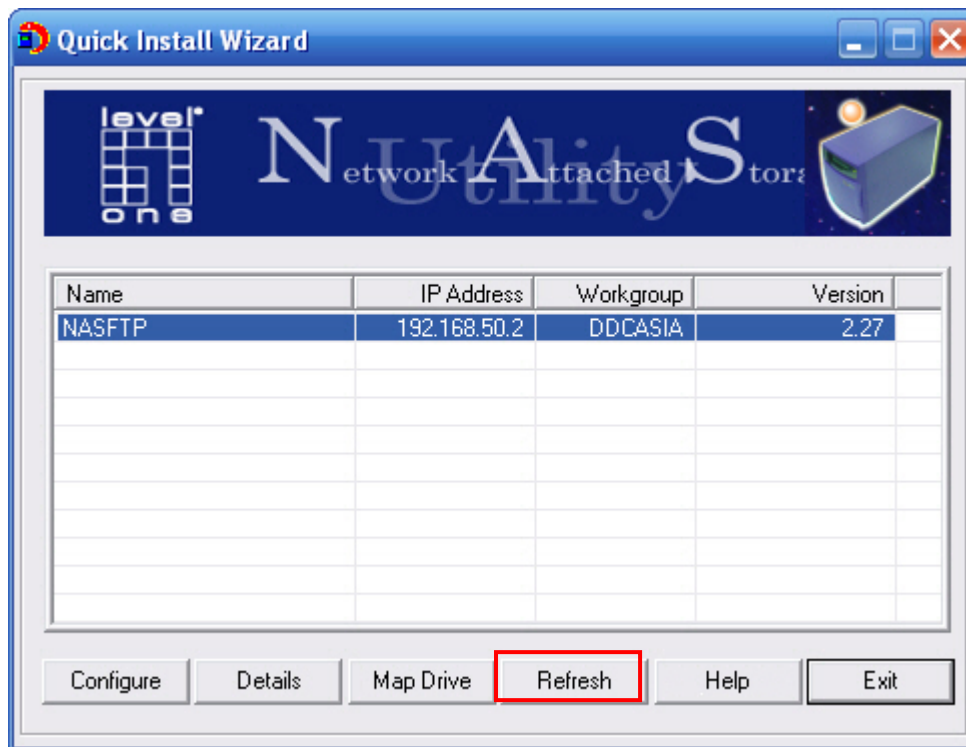 Quick Install Wizard
level
one
Network Attached Stora
Utility
Name IP Address Workgroup Version
NASFTP 192.168.50.2 DDCASIA 2.27
Configure Details Map Drive Refresh Help Exit